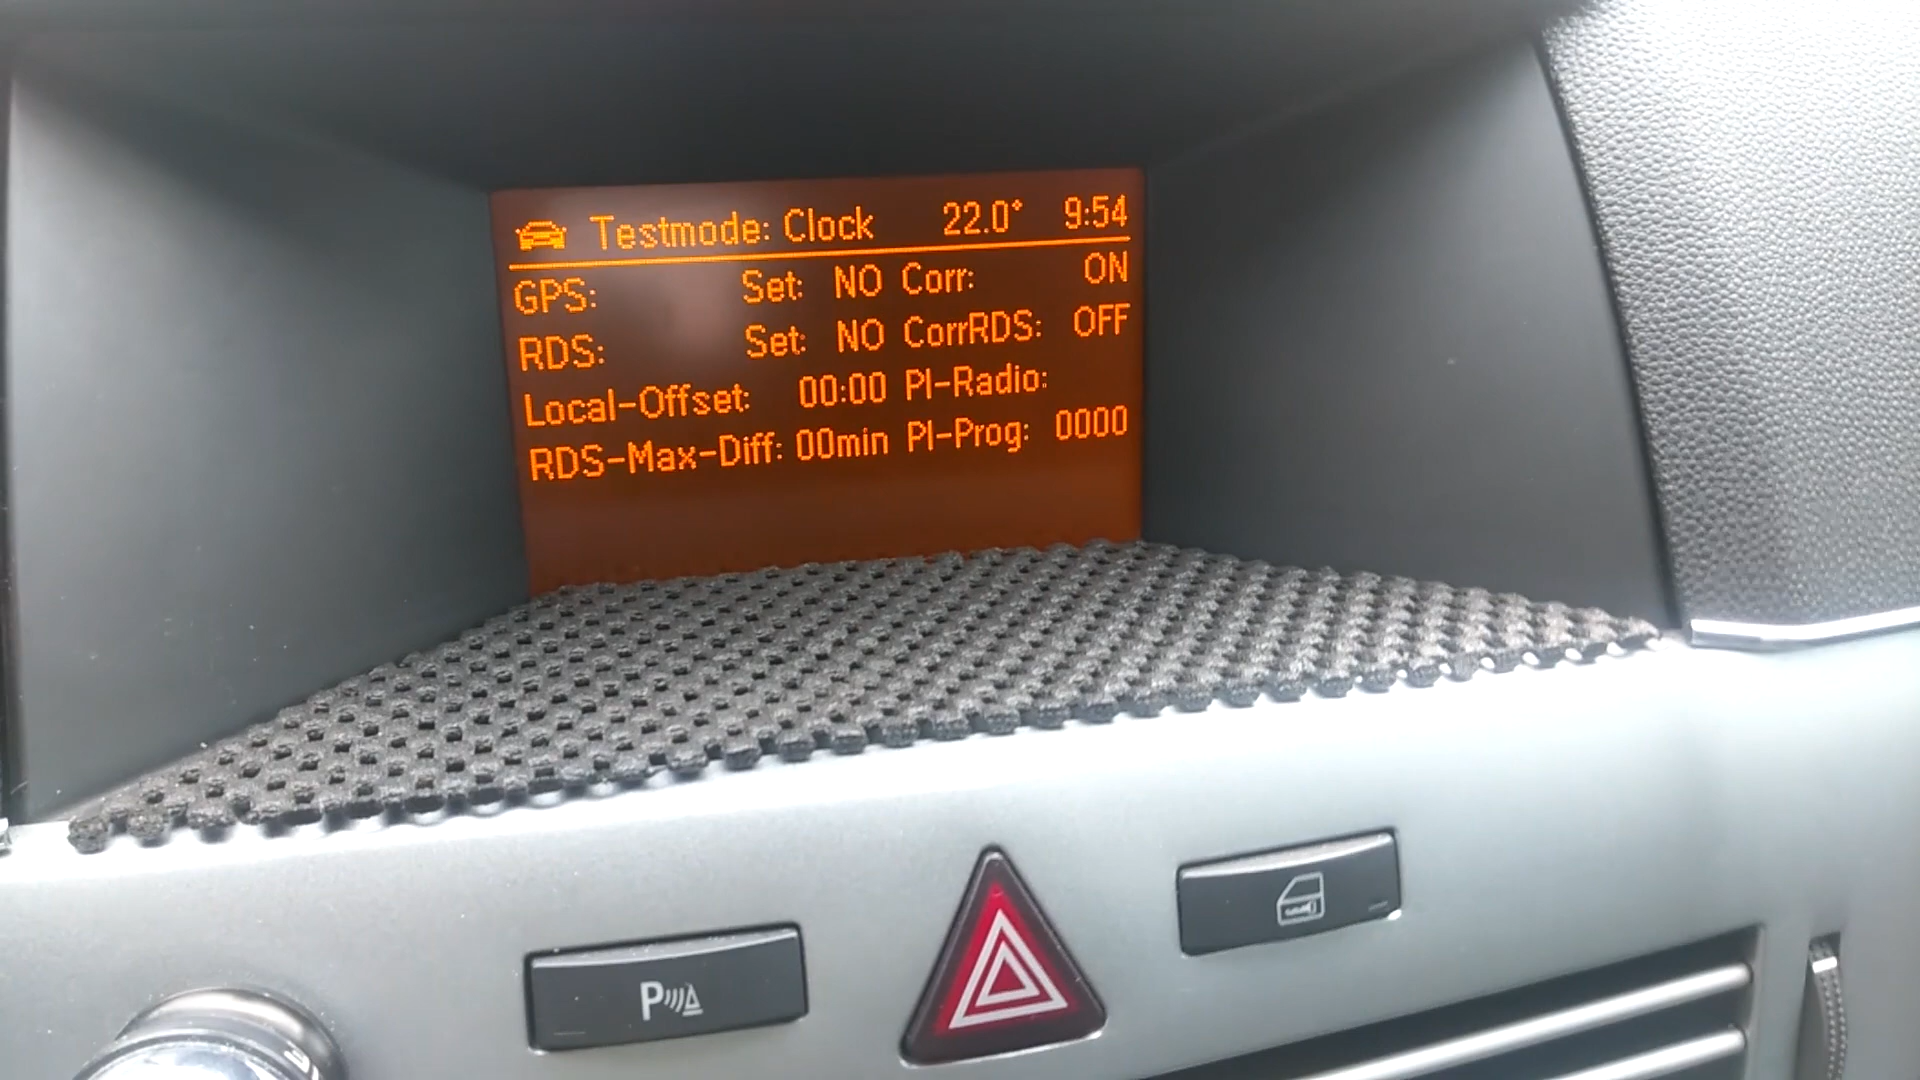 Testmode: Clock 22.0° 9:54
GPS: Set: NO Corr: ON
RDS: Set: NO CorrRDS: OFF
Local-Offset: 00:00 PI-Radio:
RDS-Max-Diff: 00min PI-Prog: 0000
P